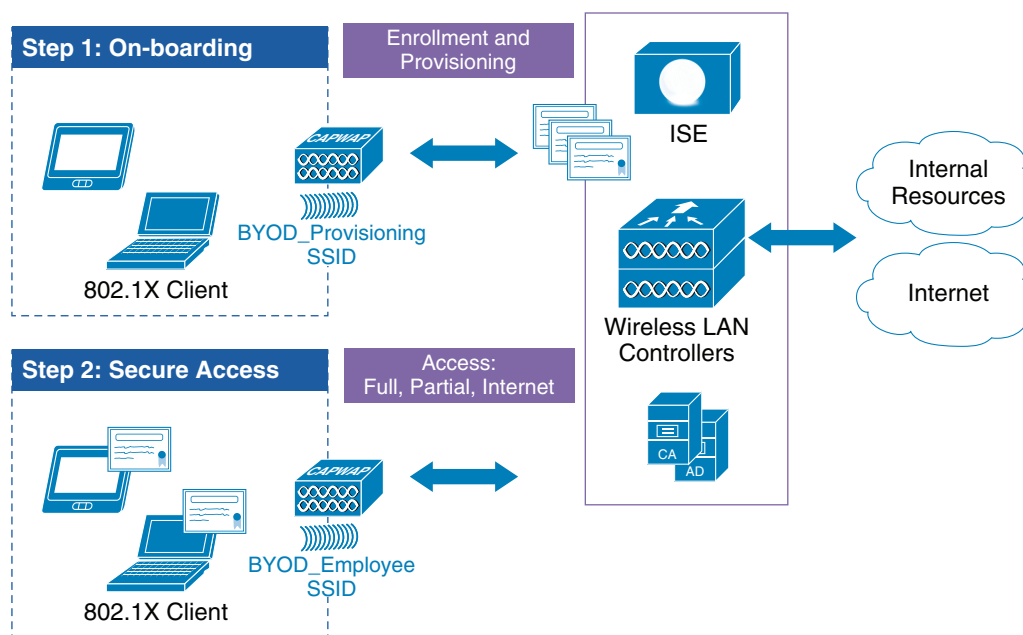 Step 1: On-boarding
Enrollment and
Provisioning
CAPWAP
BYOD_Provisioning
SSID
802.1X Client
ISE
Wireless LAN
Controllers
Internal
Resources
Internet
Step 2: Secure Access
Access:
Full, Partial, Internet
CAPWAP
BYOD_Employee
SSID
802.1X Client
CA
AD